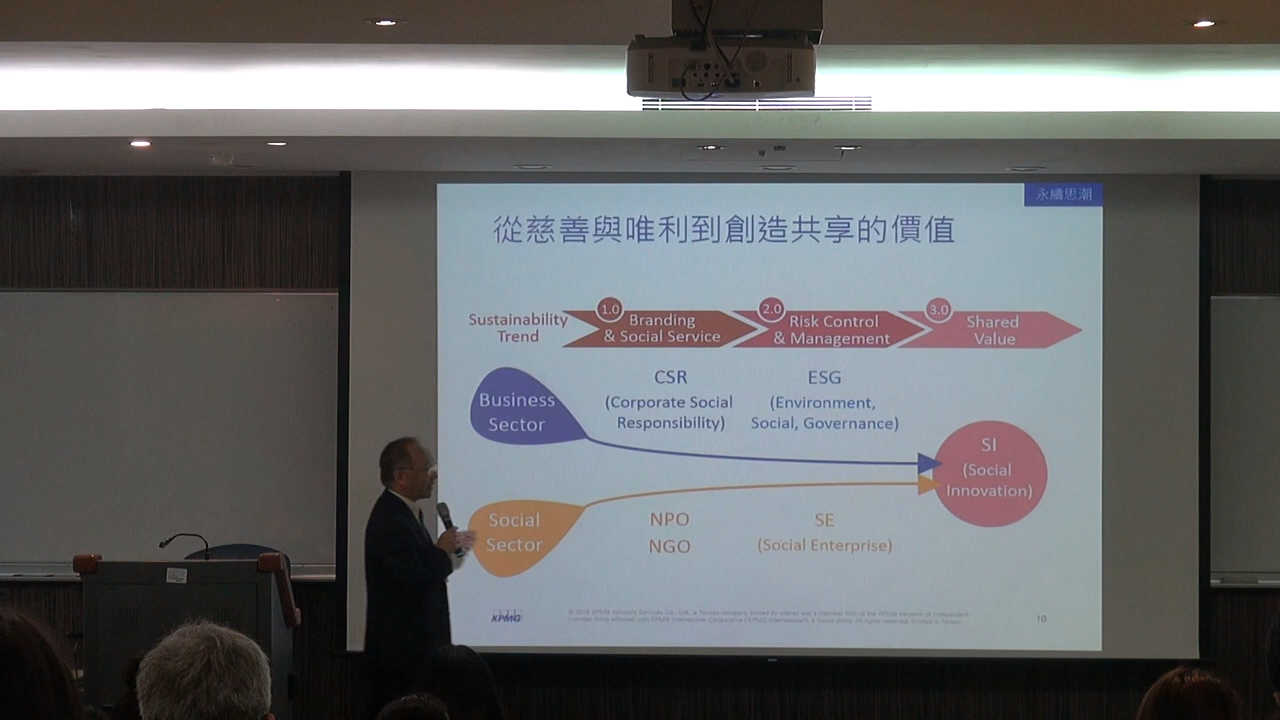 永續思潮
從慈善與唯利到創造共享的價值
Sustainability
Trend
1.0
Branding
& Social Service
2.0
Risk Control
& Management
3.0
Shared
Value
Business
Sector
CSR
(Corporate Social
Responsibility)
ESG
(Environment,
Social, Governance)
SI
(Social
Innovation)
Social
Sector
NPO
NGO
SE
(Social Enterprise)
KPMG
10